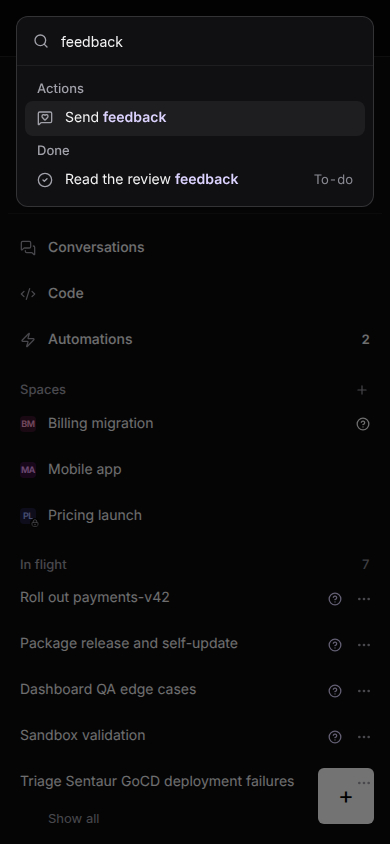 feedback
Actions
Send feedback
Done
Read the review feedback To-do
Conversations
Code
Automations 2
Spaces +
BM Billing migration
MA Mobile app
PL Pricing launch
In flight 7
Roll out payments-v42
Package release and self-update
Dashboard QA edge cases
Sandbox validation
Triage Sentaur GoCD deployment failures
Show all